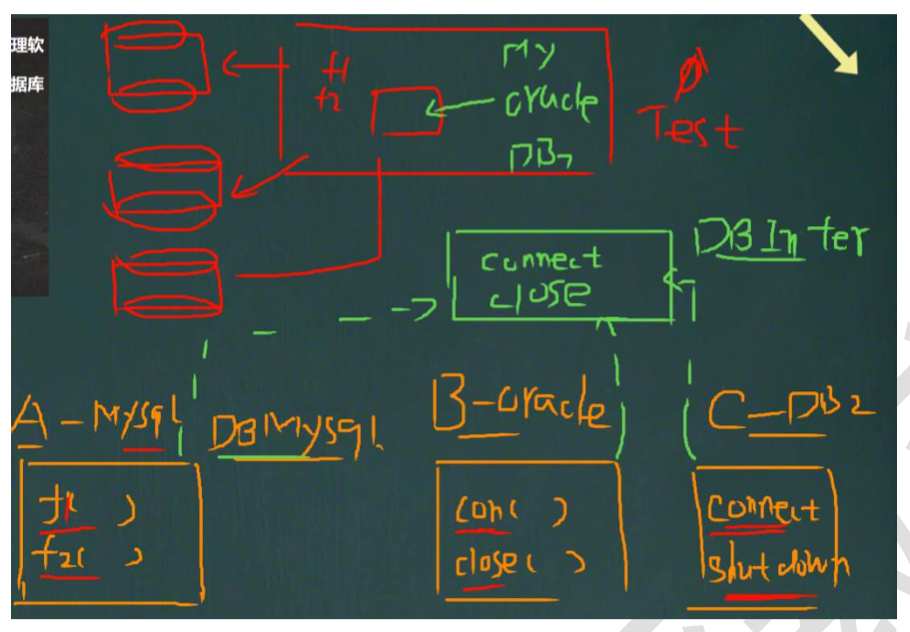 理软
据库
f1
f2
My
oracle
DB2
Test
DBInter
connect
close
A-Mysql
DBMysql
B-oracle
C-DB2
f1( )
f2( )
con( )
close( )
connect
shutdown